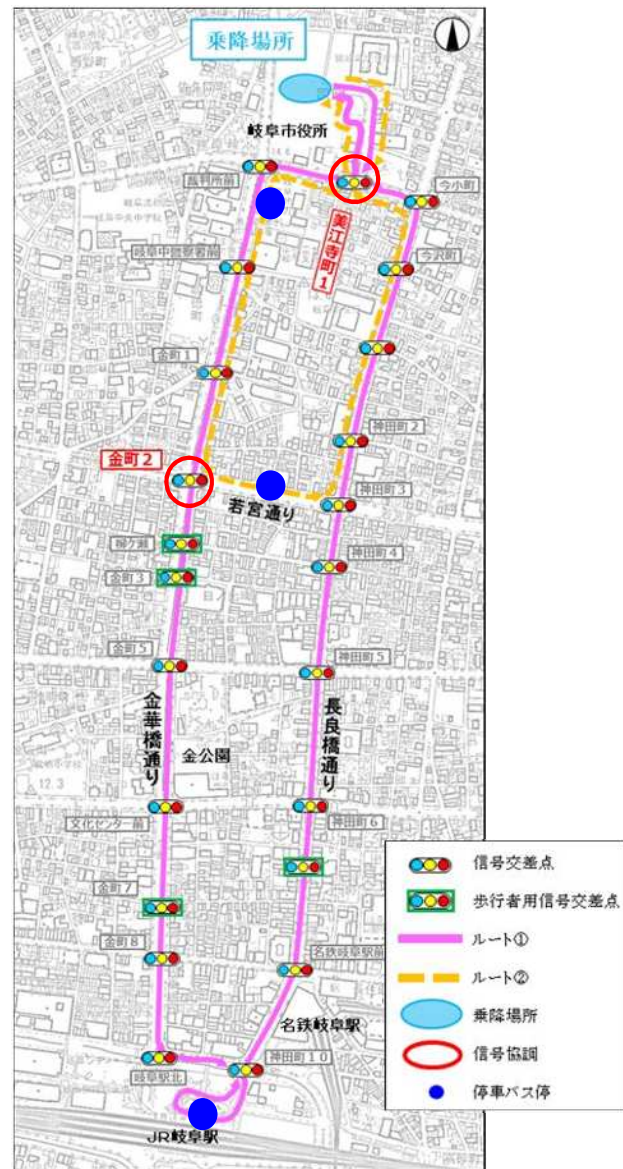 乗降場所
岐阜市役所
裁判所前
今小町
美江寺町1
今沢町
岐阜中警察署前
金町1
神田町2
金町2
神田町3
若宮通り
柳ケ瀬
神田町4
金町3
金町5
神田町5
金華橋通り
長良橋通り
金公園
文化センター前
神田町6
金町7
金町8
名鉄岐阜駅前
名鉄岐阜駅
岐阜駅北
神田町10
JR岐阜駅
信号交差点
歩行者用信号交差点
ルート①
ルート②
乗降場所
信号協調
停車バス停